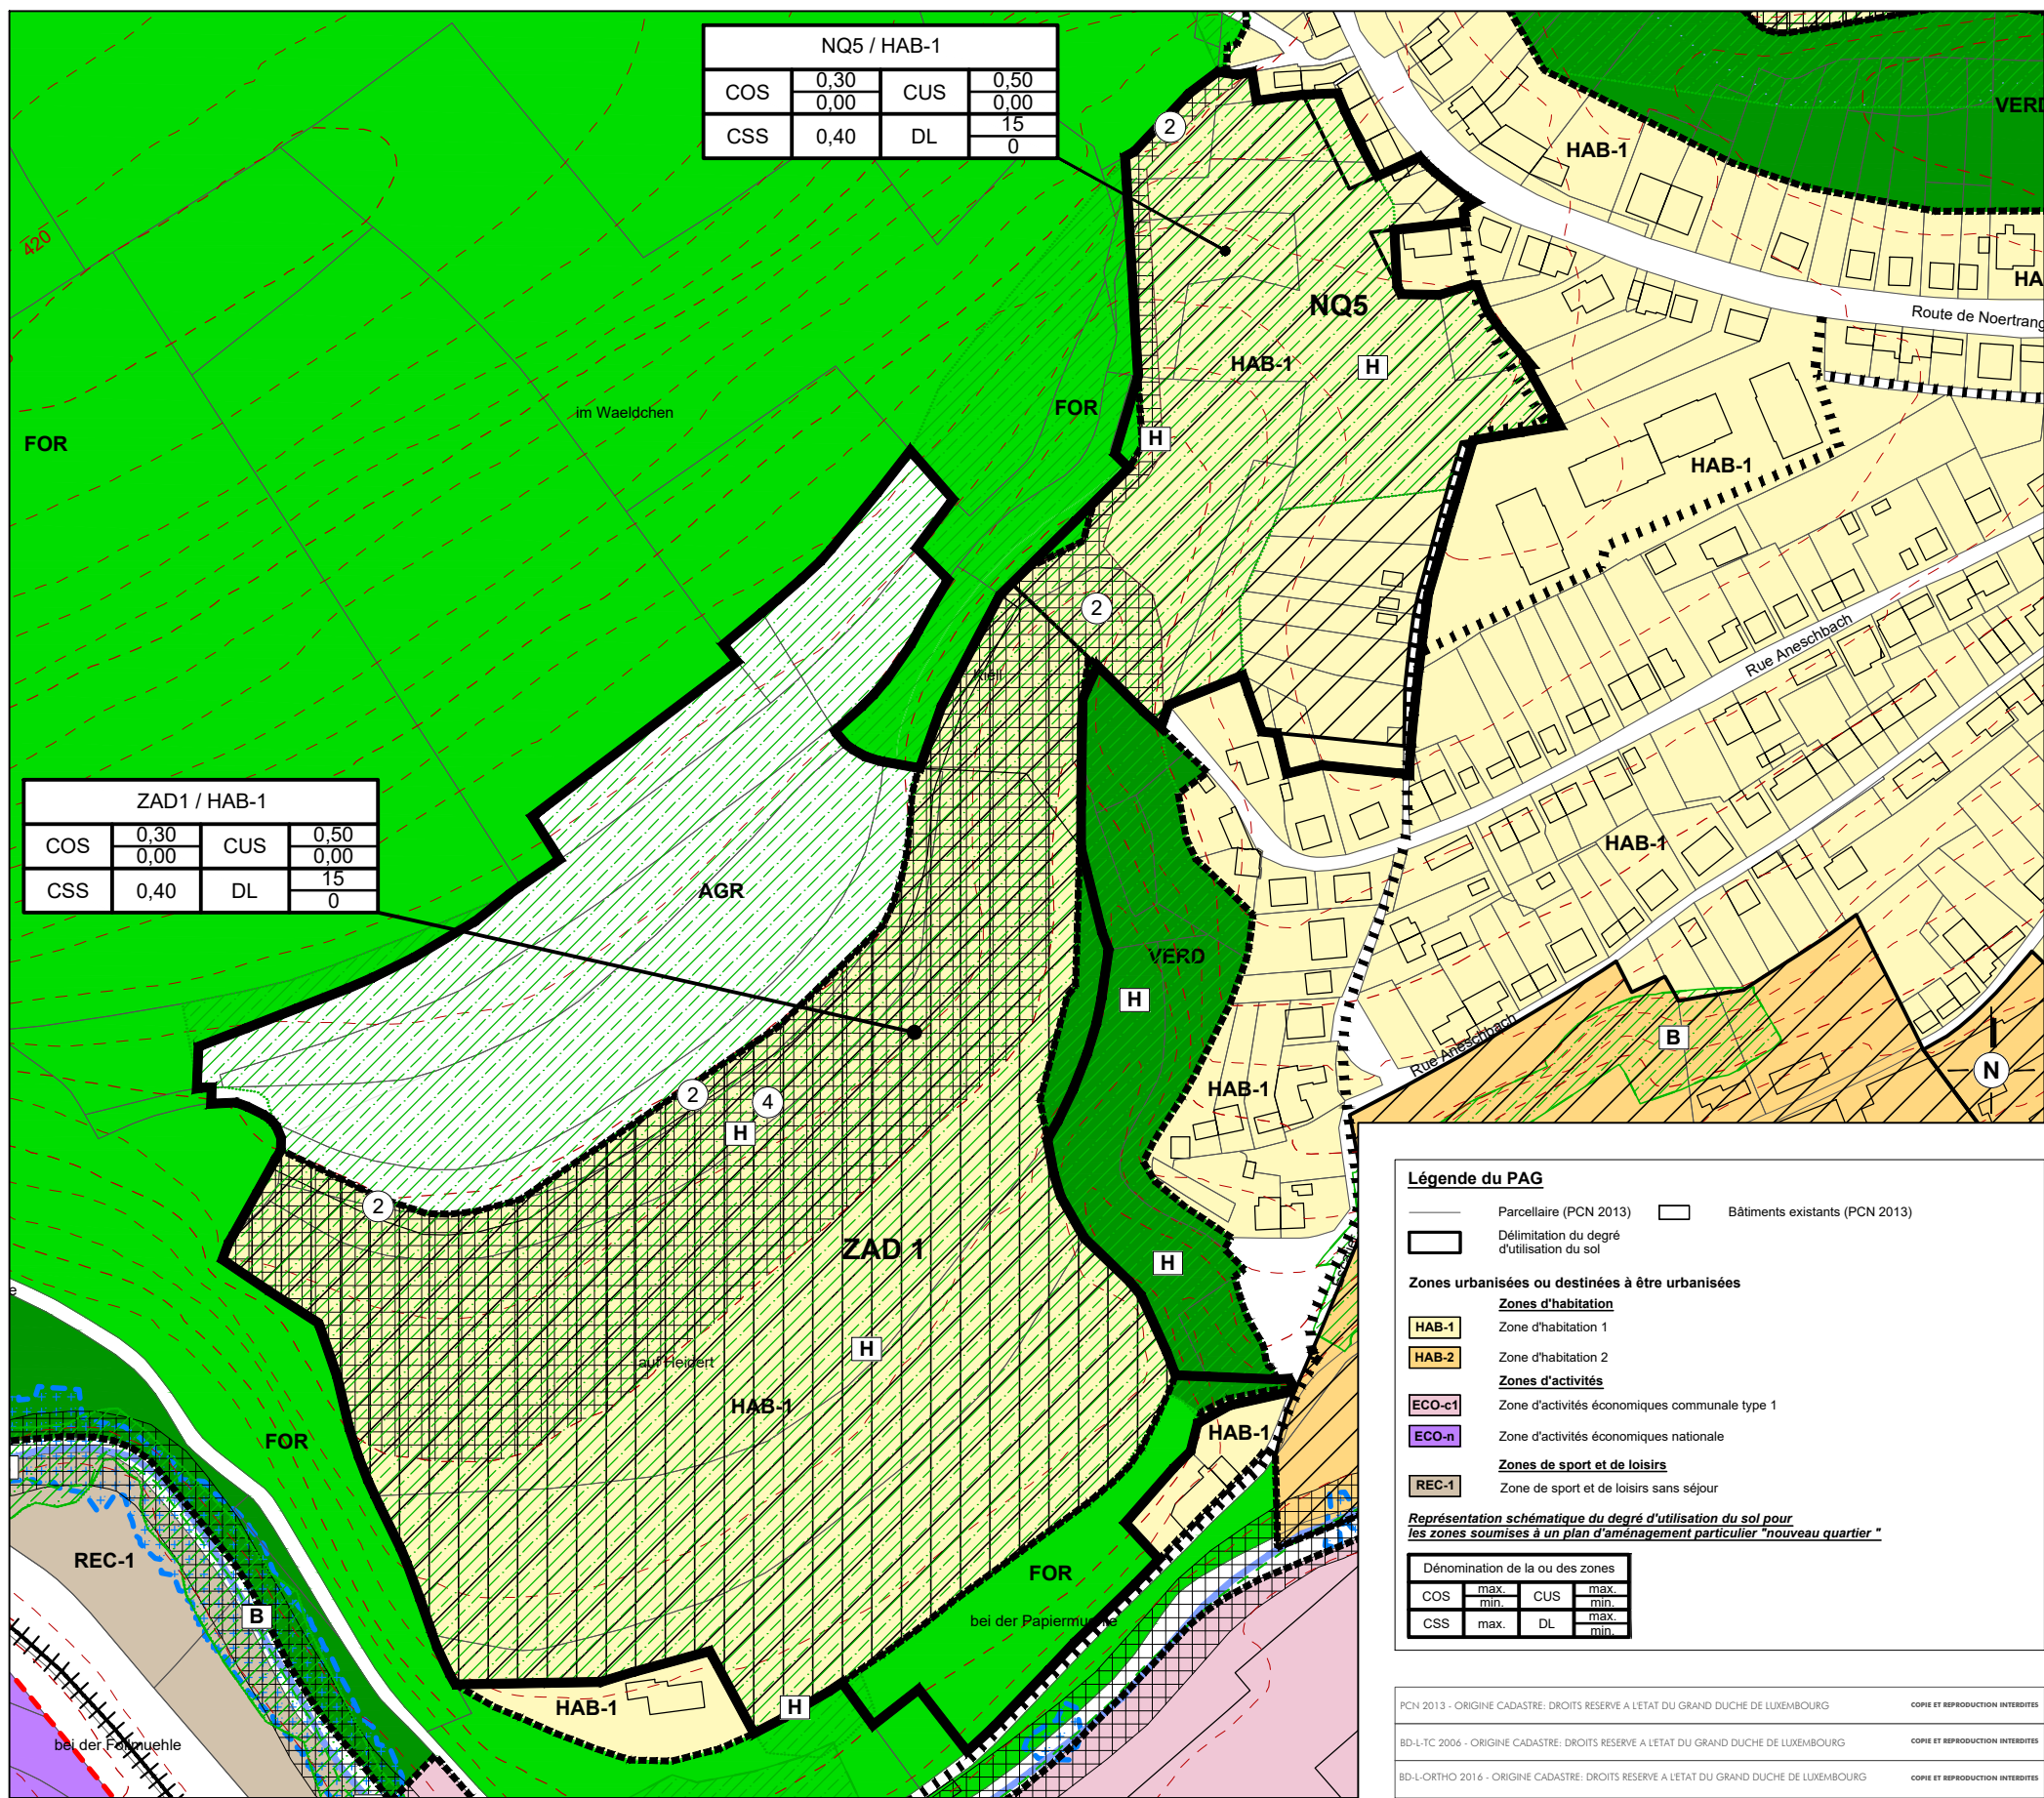 NQ5 / HAB-1
COS 0,30 0,00 CUS 0,50 0,00
CSS 0,40 DL 15 0
2
HAB-1
420
NQ5
HAB-1
H
Route de Noertrang
im Waeldchen
FOR
FOR
H
HAB-1
2
Rue Aneschbach
ZAD1 / HAB-1
COS 0,30 0,00 CUS 0,50 0,00
CSS 0,40 DL 15 0
AGR
HAB-1
VERD
H
Rue Aneschbach
B
N
2
4
H
HAB-1
2
ZAD 1
H
H
auf Heidert
HAB-1
HAB-1
FOR
REC-1
B
FOR
bei der Papiermuehle
HAB-1
H
bei der Follmuehle
Légende du PAG
Parcellaire (PCN 2013) Bâtiments existants (PCN 2013)
Délimitation du degré
d'utilisation du sol
Zones urbanisées ou destinées à être urbanisées
Zones d'habitation
HAB-1 Zone d'habitation 1
HAB-2 Zone d'habitation 2
Zones d'activités
ECO-c1 Zone d'activités économiques communale type 1
ECO-n Zone d'activités économiques nationale
Zones de sport et de loisirs
REC-1 Zone de sport et de loisirs sans séjour
Représentation schématique du degré d'utilisation du sol pour
les zones soumises à un plan d'aménagement particulier "nouveau quartier "
Dénomination de la ou des zones
COS max. min. CUS max. min.
CSS max. DL max. min.
PCN 2013 - ORIGINE CADASTRE: DROITS RESERVE A L'ETAT DU GRAND DUCHE DE LUXEMBOURG COPIE ET REPRODUCTION INTERDITES
BD-L-TC 2006 - ORIGINE CADASTRE: DROITS RESERVE A L'ETAT DU GRAND DUCHE DE LUXEMBOURG COPIE ET REPRODUCTION INTERDITES
BD-L-ORTHO 2016 - ORIGINE CADASTRE: DROITS RESERVE A L'ETAT DU GRAND DUCHE DE LUXEMBOURG COPIE ET REPRODUCTION INTERDITES